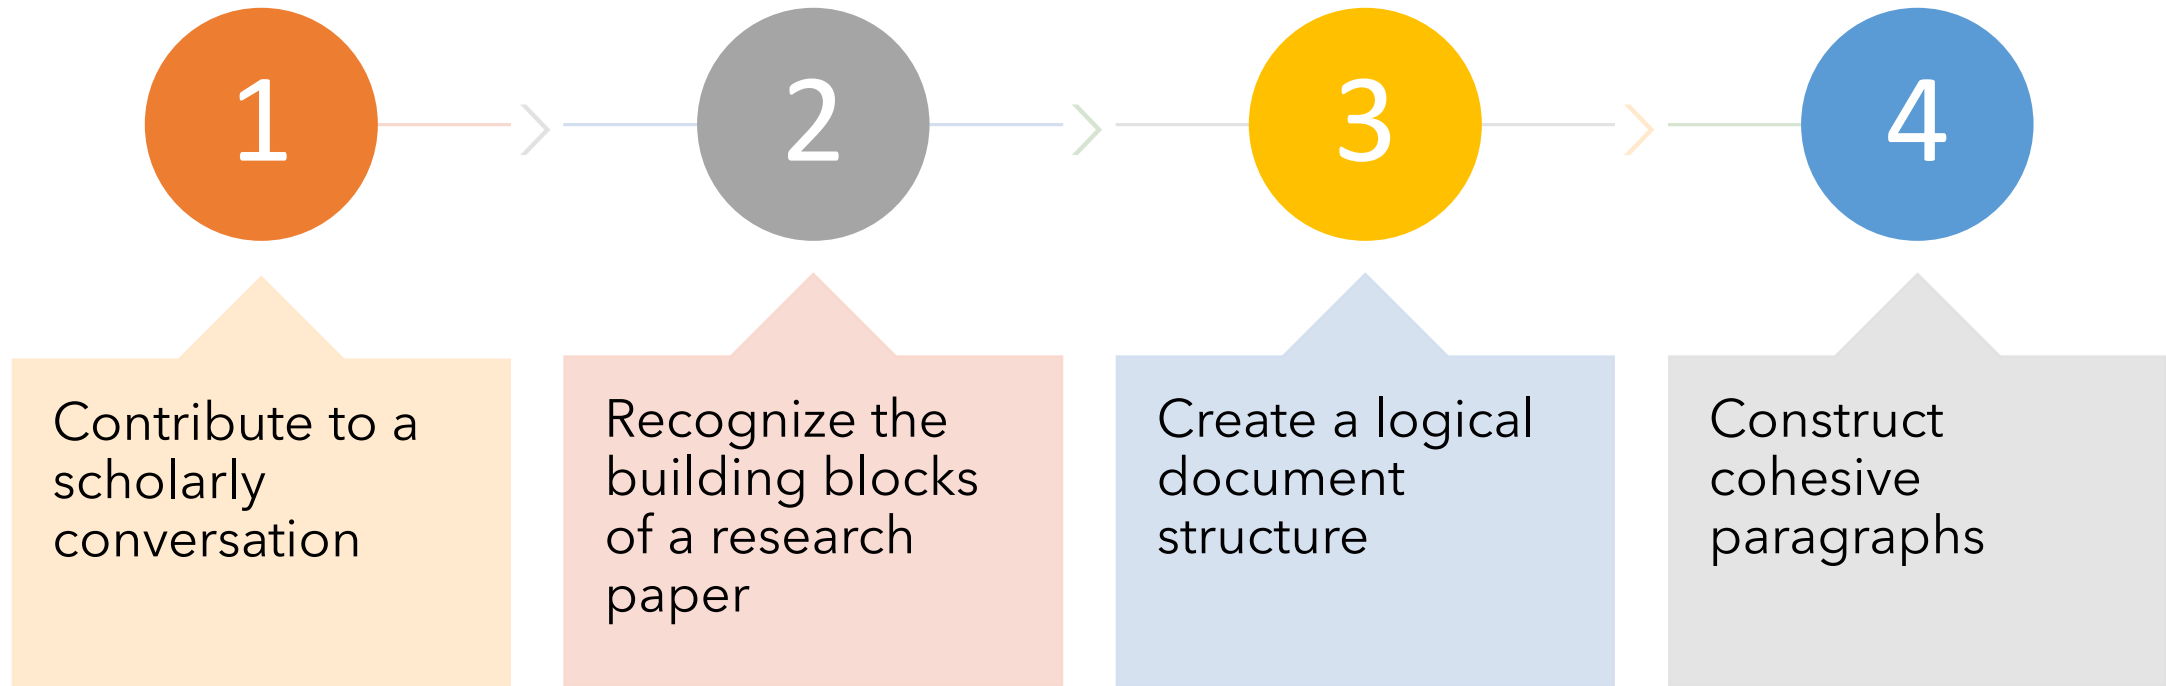 1
2
3
4
Contribute to a
scholarly
conversation
Recognize the
building blocks
of a research
paper
Create a logical
document
structure
Construct
cohesive
paragraphs